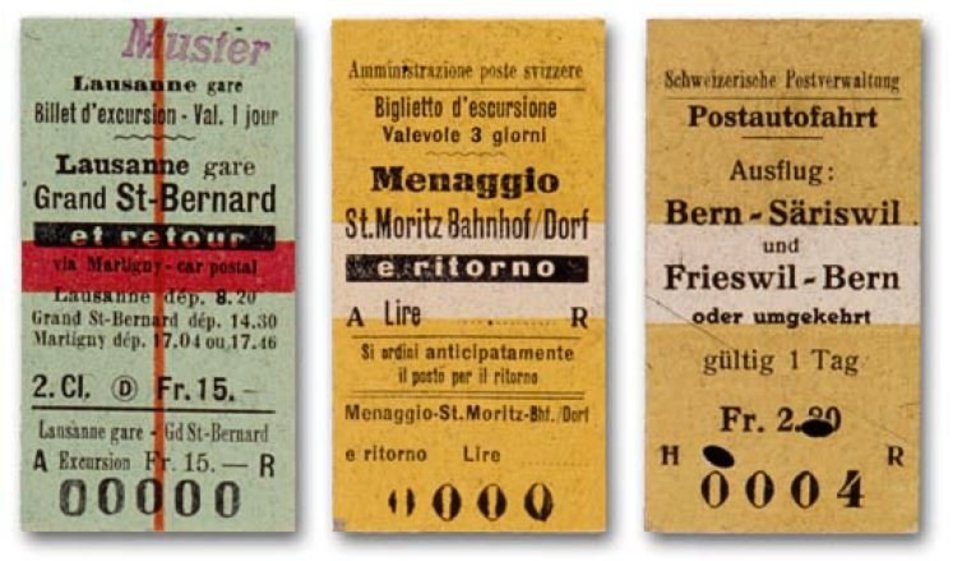 Muster
Lausanne gare
Billet d'excursion - Val. 1 jour
Lausanne gare
Grand St-Bernard
et retour
via Martigny - car postal
Lausanne dép. 8.20
Grand St-Bernard dép. 14.30
Martigny dép. 17.04 ou 17.46
2. Cl. D Fr. 15.-
Lausanne gare - Gd St-Bernard
A Excursion Fr. 15.— R
00000
Amministrazione poste svizzere
Biglietto d'escursione
Valevole 3 giorni
Menaggio
St. Moritz Bahnhof/Dorf
e ritorno
A Lire R
Si ordini anticipatamente
il posto per il ritorno
Menaggio-St. Moritz-Bhf./Dorf
e ritorno Lire
0000
Schweizerische Postverwaltung
Postautofahrt
Ausflug:
Bern - Säriswil
und
Frieswil - Bern
oder umgekehrt
gültig 1 Tag
Fr. 2.20
H R
0004